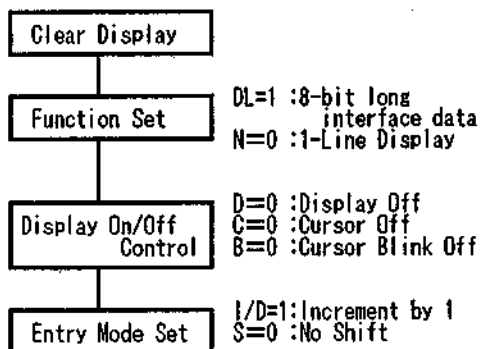 Clear Display
Function Set
DL=1 :8-bit long
interface data
N=0 :1-Line Display
Display On/Off
Control
D=0 :Display Off
C=0 :Cursor Off
B=0 :Cursor Blink Off
Entry Mode Set
I/D=1:Increment by 1
S=0 :No Shift